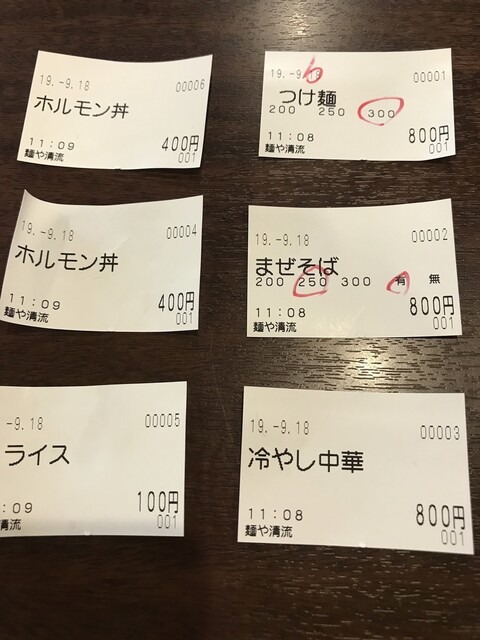 19.-9.18 00006
ホルモン丼
11:09 400円
麺や清流 001
19.-9.18 00001
つけ麺
200 250 300
11:08 800円
麺や清流 001
19.-9.18 00004
ホルモン丼
11:09 400円
麺や清流 001
19.-9.18 00002
まぜそば
200 250 300 有 無
11:08 800円
麺や清流 001
-9.18 00005
ライス
:09 100円
清流 001
19.-9.18 00003
冷やし中華
11:08 800円
麺や清流 001